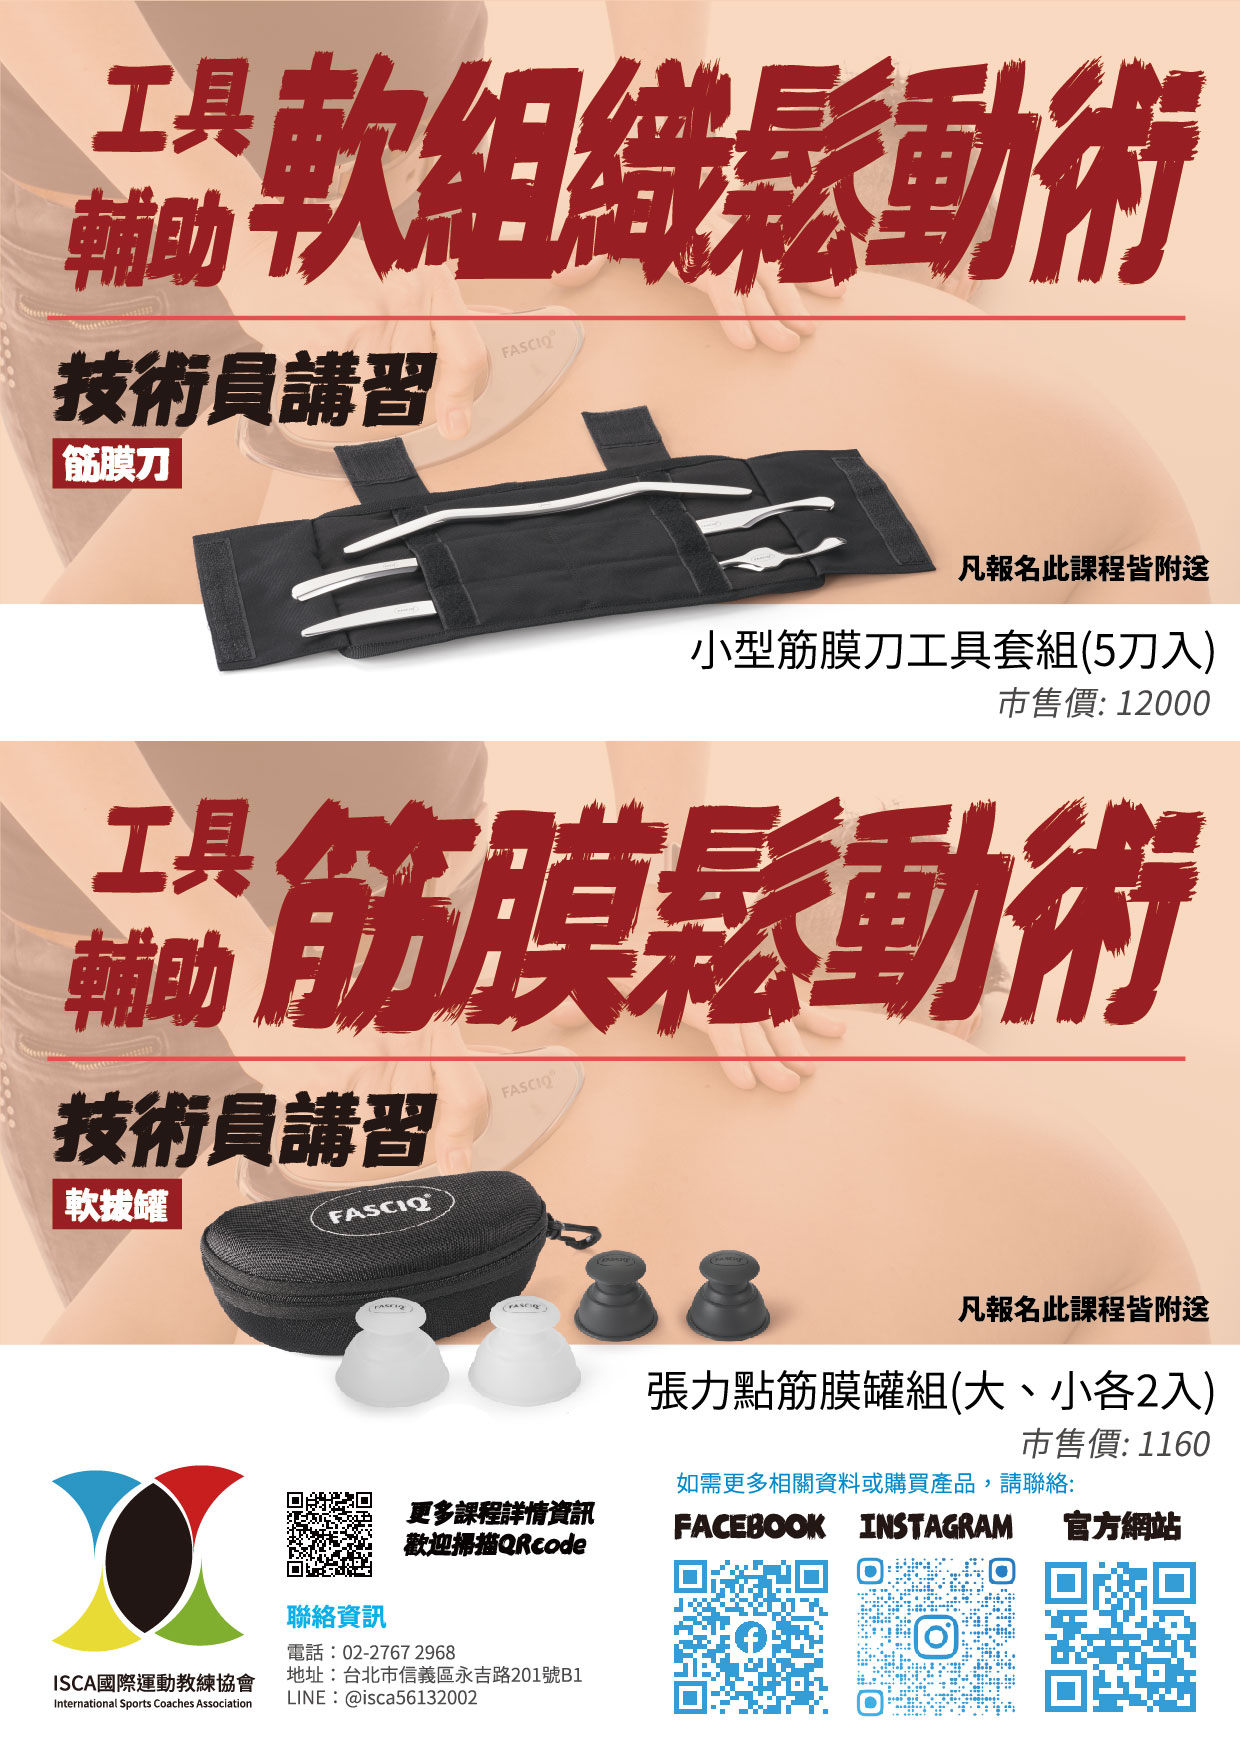 工具
輔助
軟組織鬆動術
技術員講習
FASCIQ®
筋膜刀
凡報名此課程皆附送
小型筋膜刀工具套組(5刀入)
市售價: 12000
工具
輔助
筋膜鬆動術
技術員講習
FASCIQ®
軟拔罐
FASCIQ®
FASCIQ
FASCIQ
凡報名此課程皆附送
張力點筋膜罐組(大、小各2入)
市售價: 1160
如需更多相關資料或購買產品，請聯絡:
更多課程詳情資訊
歡迎掃描QRcode
FACEBOOK
INSTAGRAM
官方網站
聯絡資訊
電話：02-2767 2968
地址：台北市信義區永吉路201號B1
LINE：@isca56132002
ISCA國際運動教練協會
International Sports Coaches Association